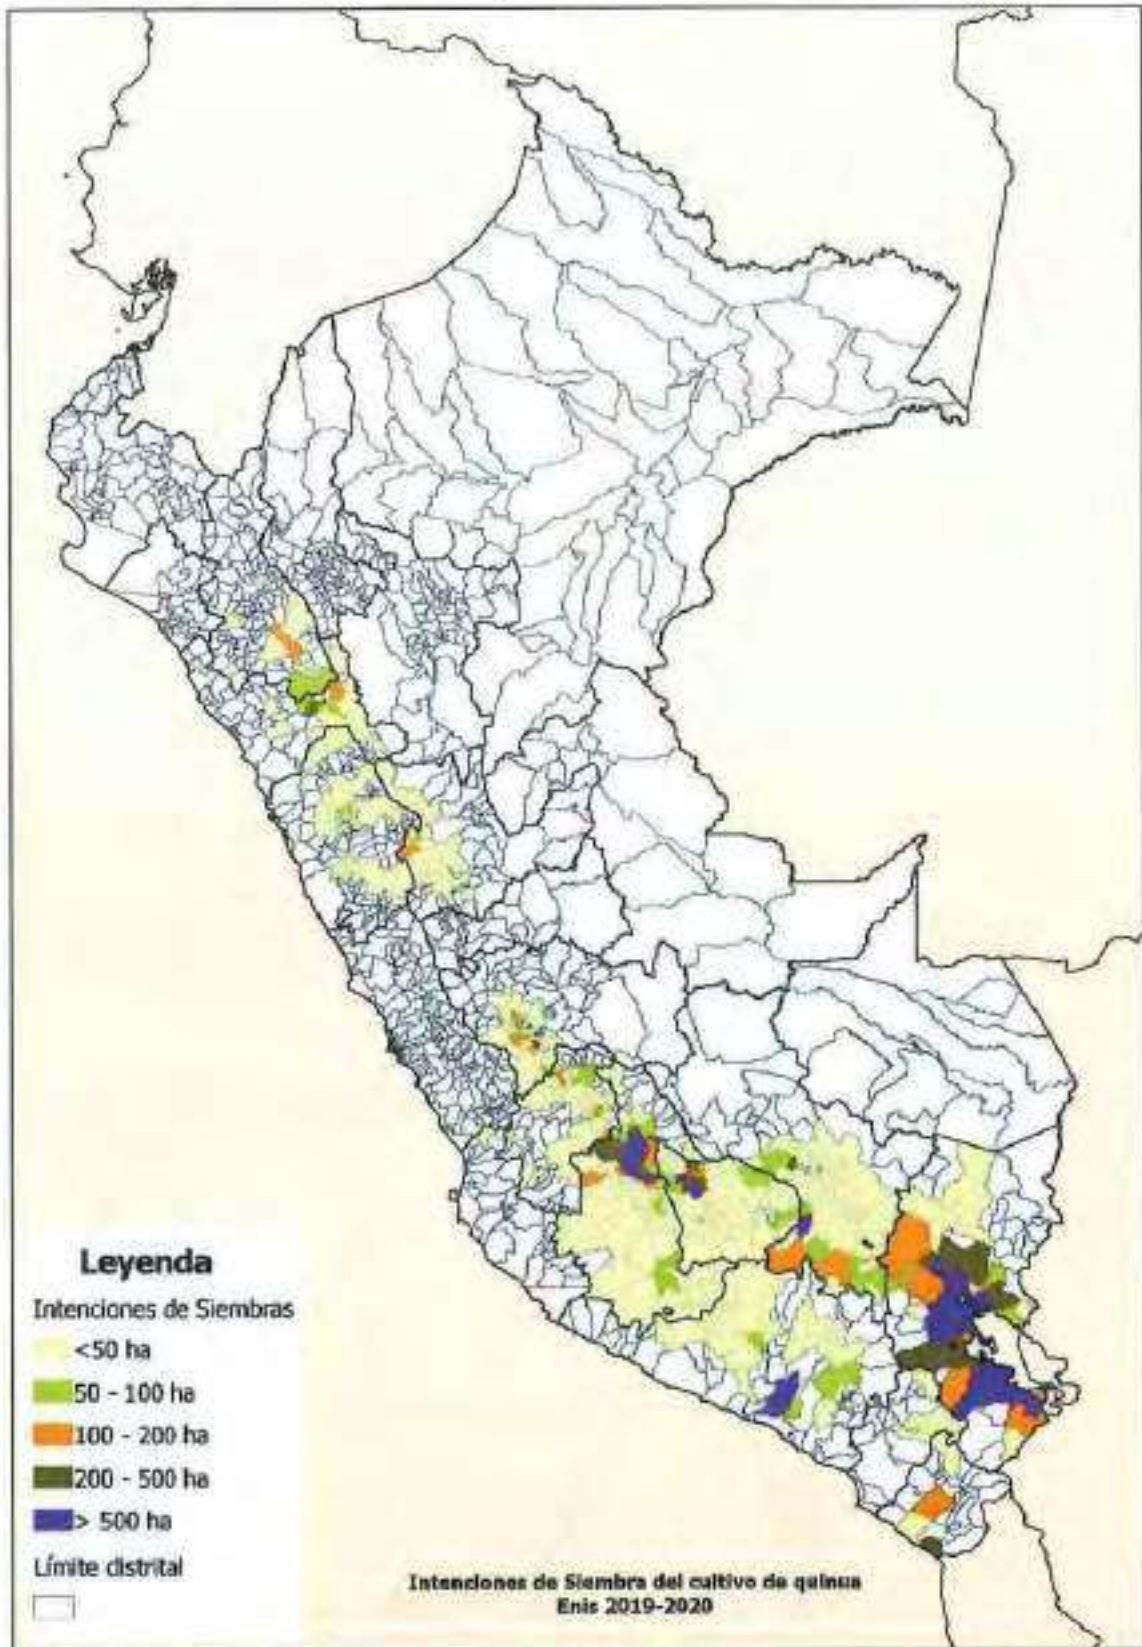 Leyenda
Intenciones de Siembras
<50 ha
50 - 100 ha
100 - 200 ha
200 - 500 ha
> 500 ha
Límite distrital
Intenciones de Siembra del cultivo de quinua
Enis 2019-2020